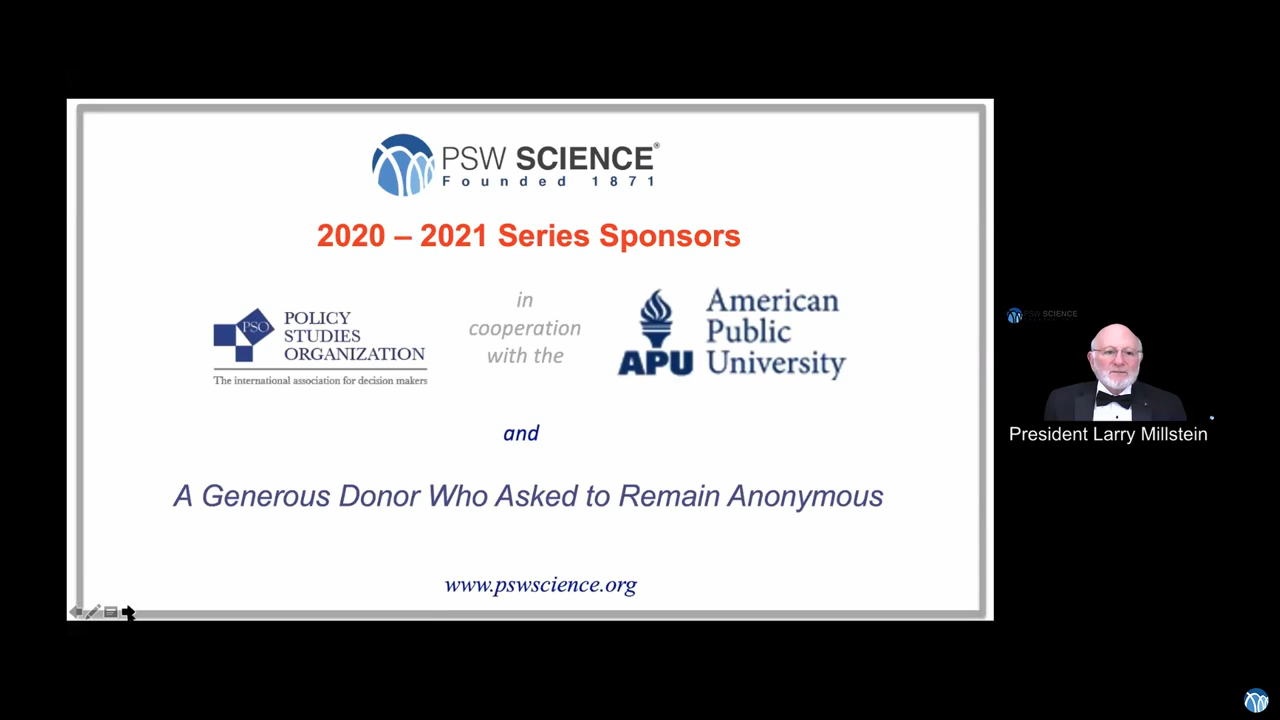 PSW SCIENCE®
Founded 1871
2020 – 2021 Series Sponsors
PSO
POLICY
STUDIES
ORGANIZATION
The international association for decision makers
in
cooperation
with the
APU
American
Public
University
and
A Generous Donor Who Asked to Remain Anonymous
www.pswscience.org
PSW SCIENCE
President Larry Millstein